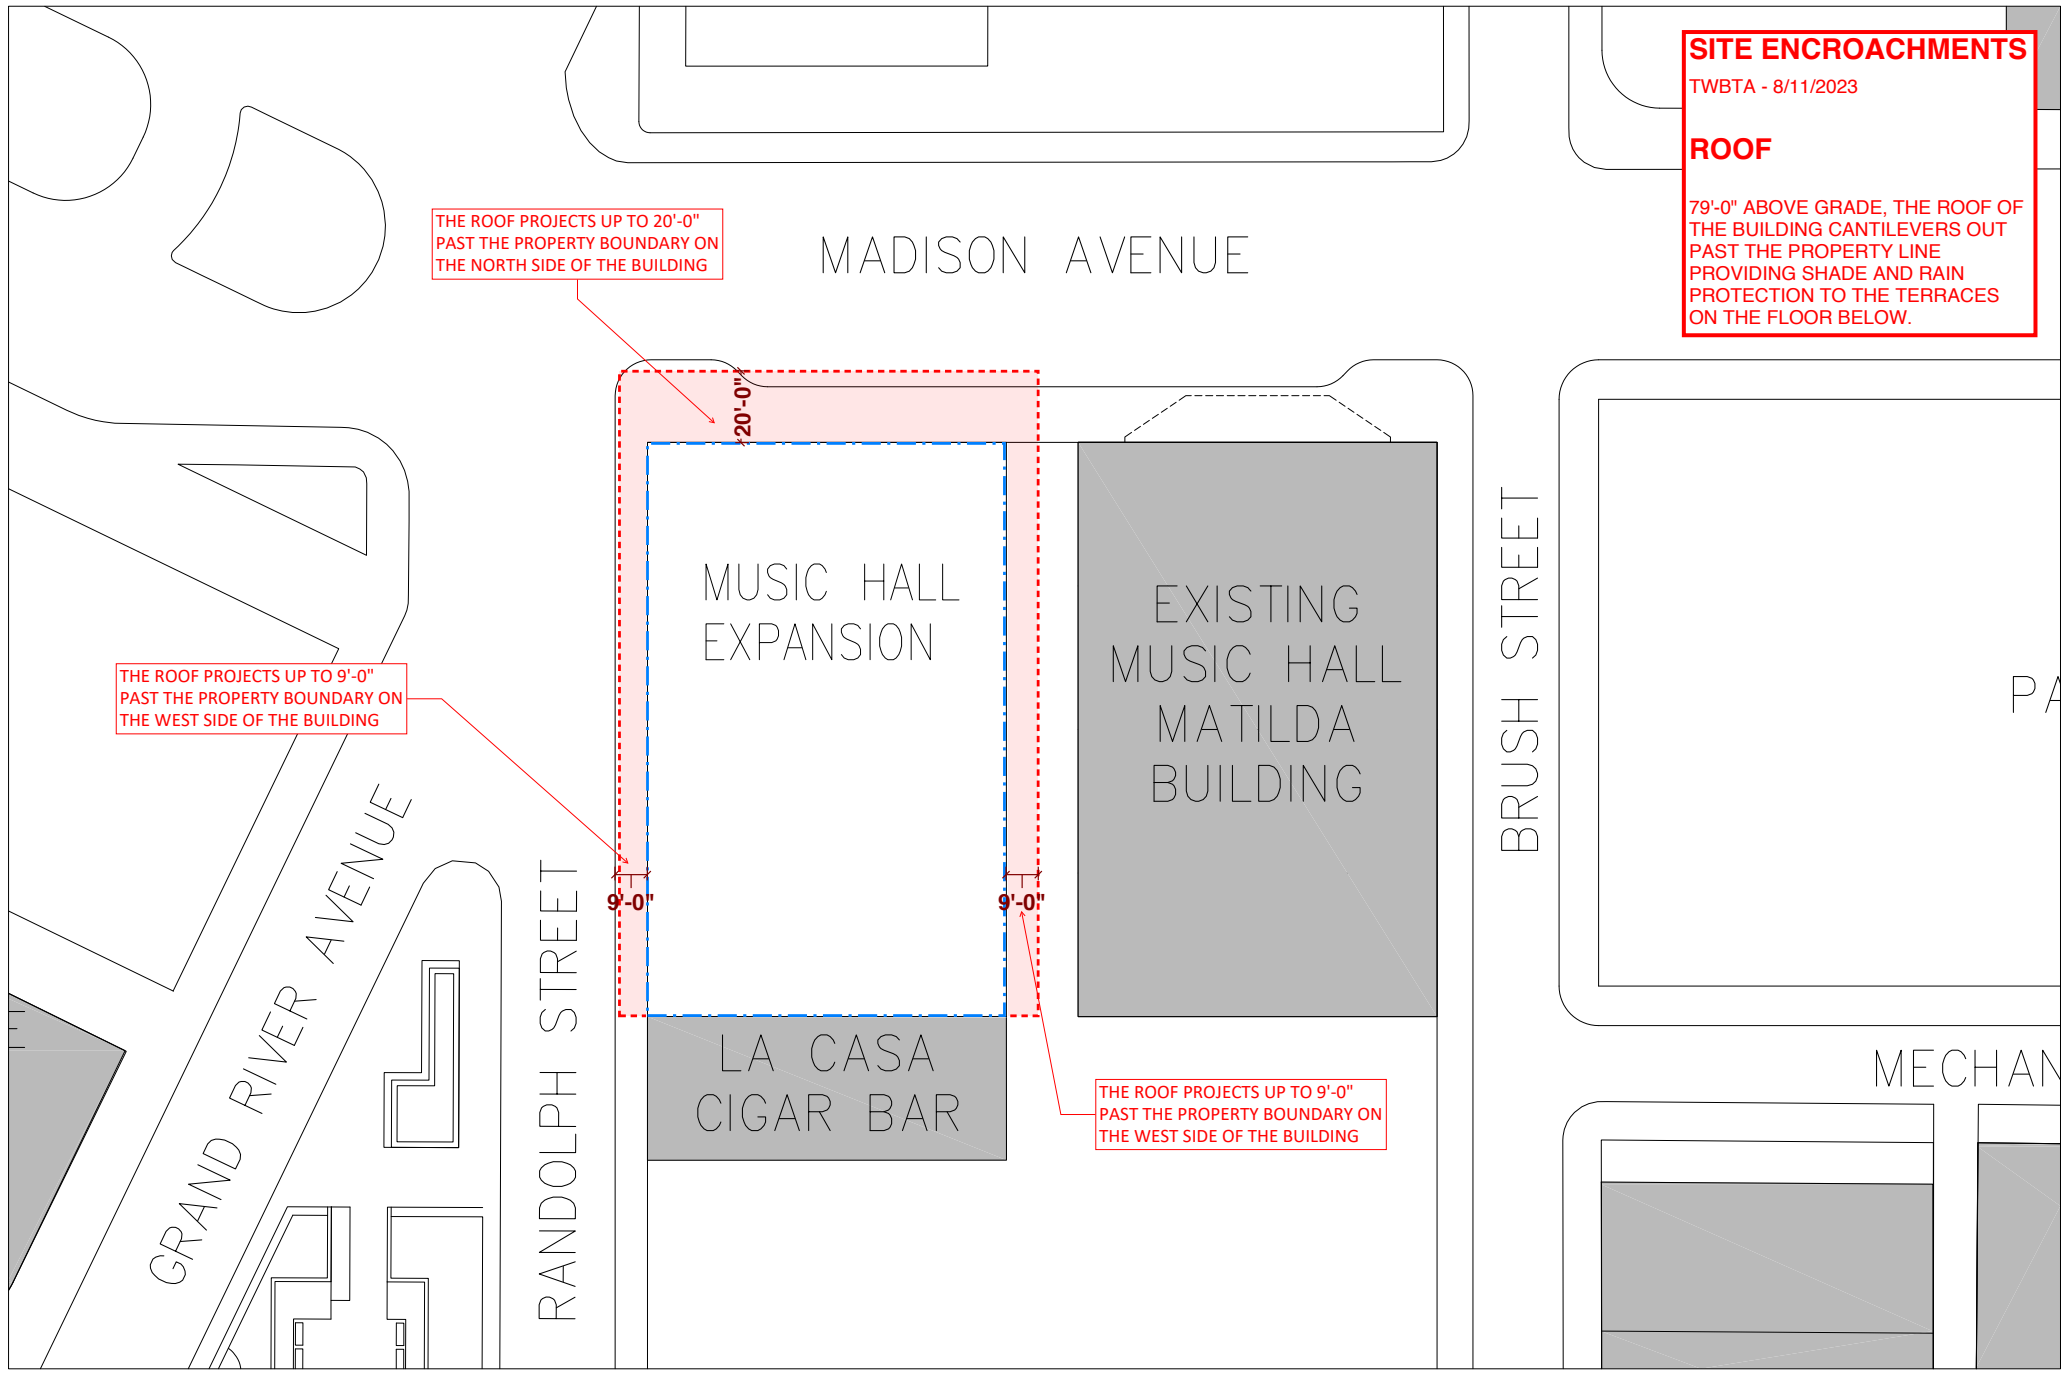 SITE ENCROACHMENTS
TWBTA - 8/11/2023
ROOF
79'-0" ABOVE GRADE, THE ROOF OF
THE BUILDING CANTILEVERS OUT
PAST THE PROPERTY LINE
PROVIDING SHADE AND RAIN
PROTECTION TO THE TERRACES
ON THE FLOOR BELOW.
THE ROOF PROJECTS UP TO 20'-0"
PAST THE PROPERTY BOUNDARY ON
THE NORTH SIDE OF THE BUILDING
MADISON AVENUE
20'-0"
MUSIC HALL
EXPANSION
EXISTING
MUSIC HALL
MATILDA
BUILDING
BRUSH STREET
PA
THE ROOF PROJECTS UP TO 9'-0"
PAST THE PROPERTY BOUNDARY ON
THE WEST SIDE OF THE BUILDING
9'-0"
9'-0"
GRAND RIVER AVENUE
RANDOLPH STREET
E
LA CASA
CIGAR BAR
MECHAN
THE ROOF PROJECTS UP TO 9'-0"
PAST THE PROPERTY BOUNDARY ON
THE WEST SIDE OF THE BUILDING